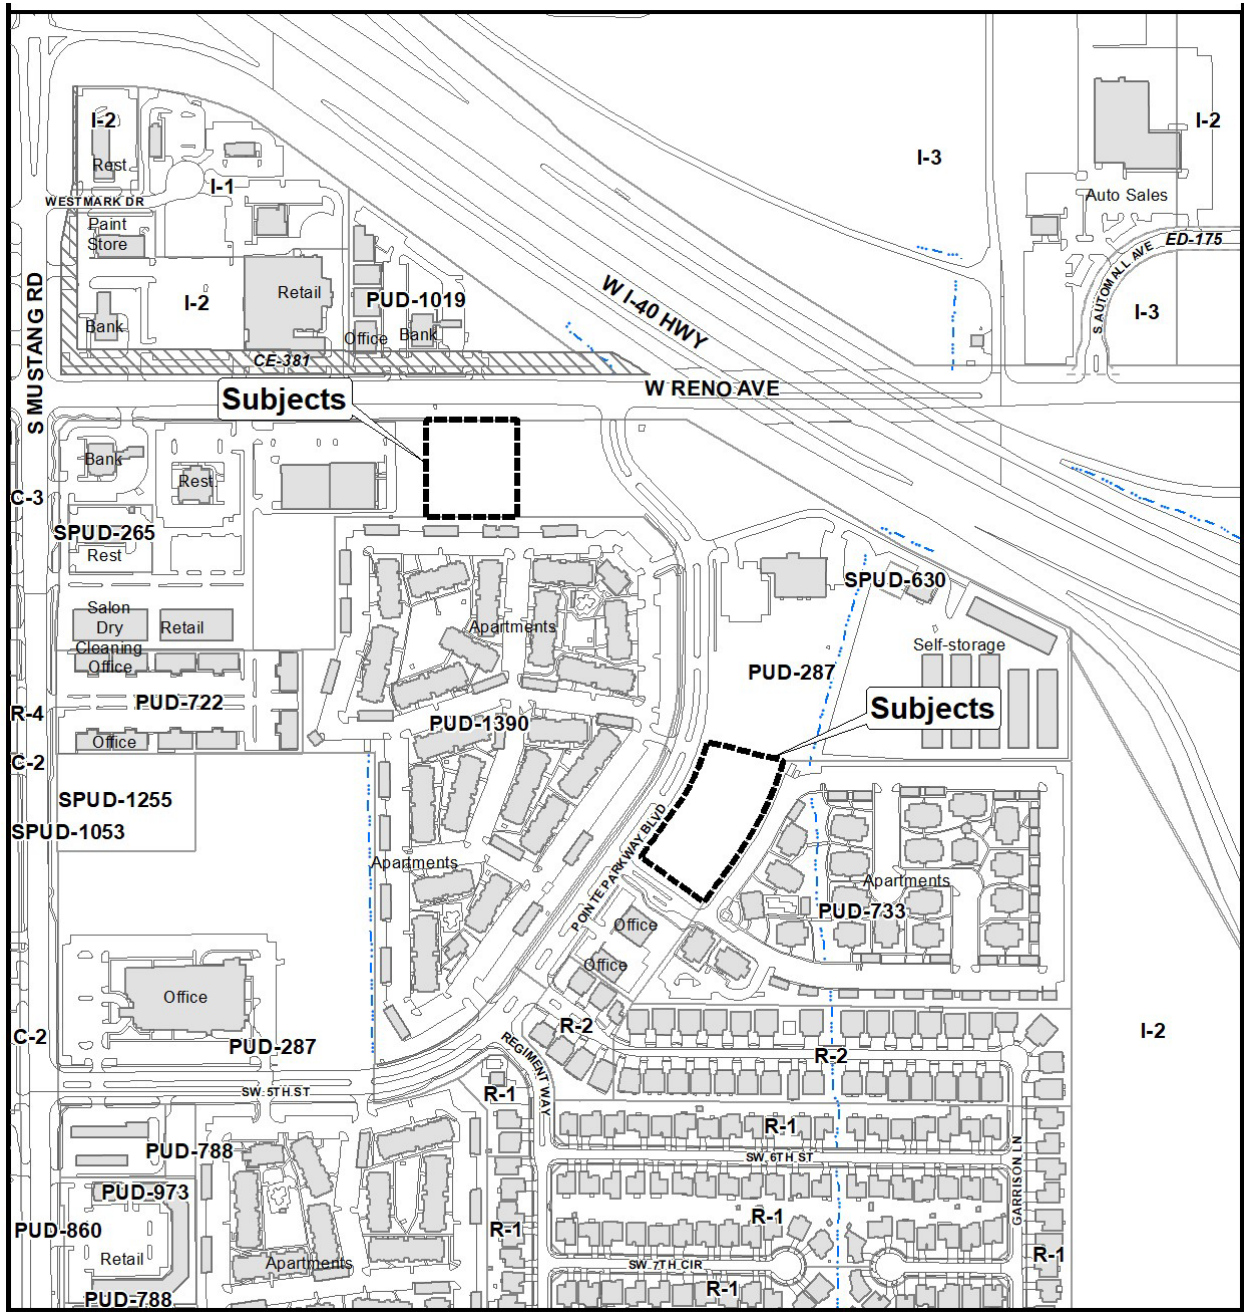 I-2
Rest
I-1
WESTMARK DR
Paint
Store
I-2
Retail
Bank
PUD-1019
Office
Bank
CE-381
I-3
I-2
Auto Sales
ED-175
S AUTOMALL AVE
I-3
I-3
W I-40 HWY
W RENO AVE
S MUSTANG RD
Subjects
Bank
Rest
C-3
SPUD-265
Rest
Salon
Dry
Cleaning
Retail
Office
PUD-722
R-4
Office
C-2
SPUD-1255
SPUD-1053
Apartments
PUD-1390
Apartments
SPUD-630
Self-storage
PUD-287
Subjects
POINTE PARKWAY BLVD
Apartments
PUD-733
Office
Office
Office
C-2
PUD-287
SW 5TH ST
REGIMENT WAY
R-2
R-2
I-2
R-1
R-1
SW 6TH ST
GARRISON LN
PUD-788
PUD-973
PUD-860
Retail
PUD-788
Apartments
R-1
R-1
SW 7TH CIR
R-1
R-1